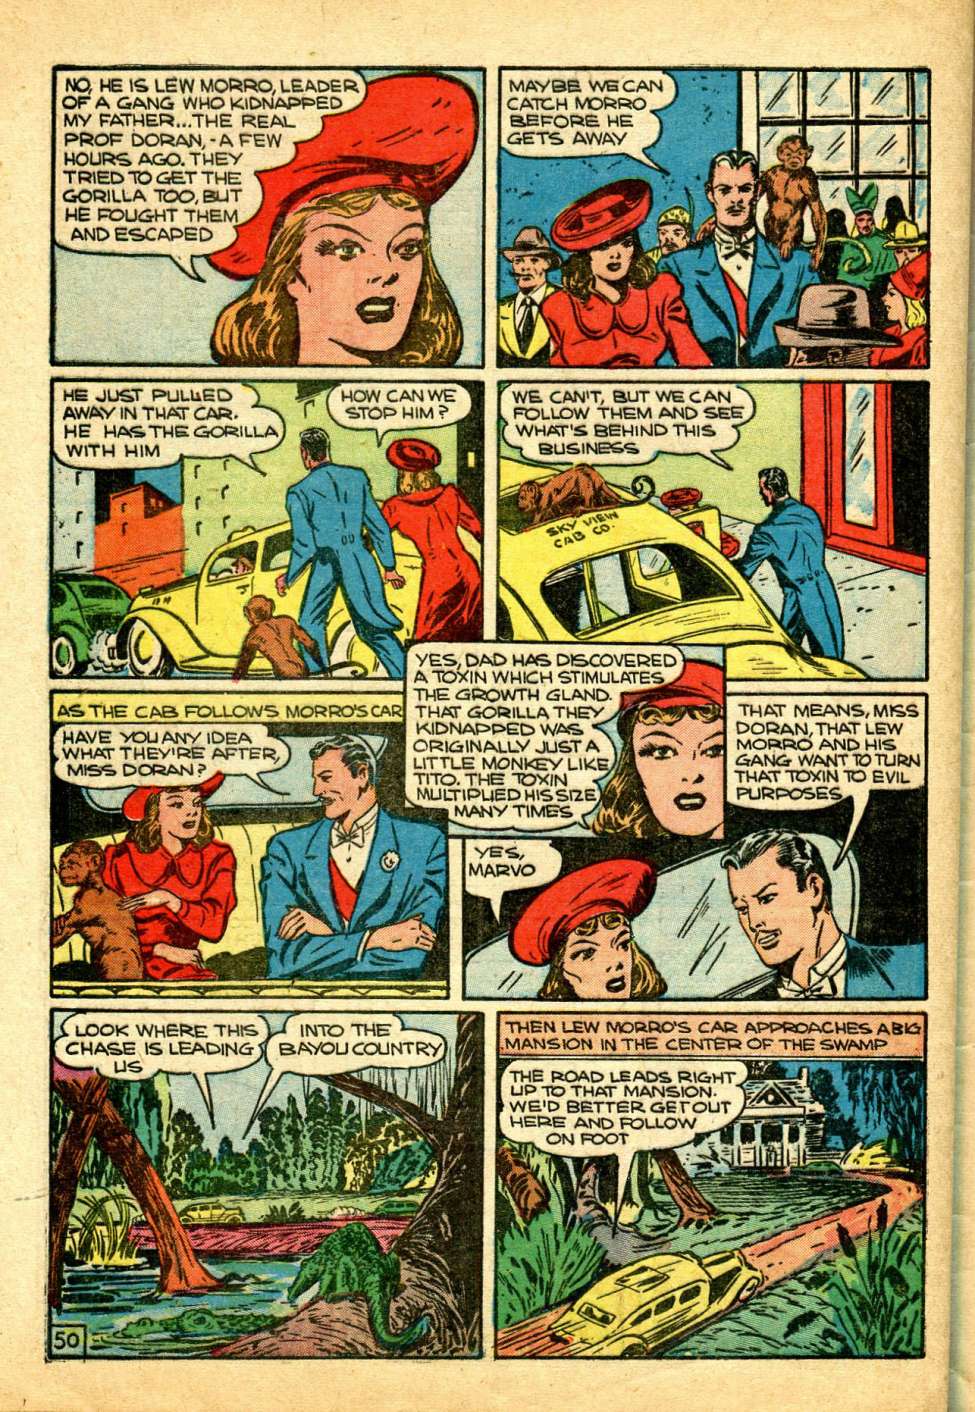 NO, HE IS LEW MORRO, LEADER
OF A GANG WHO KIDNAPPED
MY FATHER...THE REAL
PROF DORAN,-A FEW
HOURS AGO. THEY
TRIED TO GET THE
GORILLA TOO, BUT
HE FOUGHT THEM
AND ESCAPED
MAYBE WE CAN
CATCH MORRO
BEFORE HE
GETS AWAY
HE JUST PULLED
AWAY IN THAT CAR.
HE HAS THE GORILLA
WITH HIM
HOW CAN WE
STOP HIM?
WE CAN'T, BUT WE CAN
FOLLOW THEM AND SEE
WHAT'S BEHIND THIS
BUSINESS
SKY VIEW
CAB CO.
AS THE CAB FOLLOWS MORRO'S CAR
HAVE YOU ANY IDEA
WHAT THEY'RE AFTER,
MISS DORAN?
YES, DAD HAS DISCOVERED
A TOXIN WHICH STIMULATES
THE GROWTH GLAND.
THAT GORILLA THEY
KIDNAPPED WAS
ORIGINALLY JUST A
LITTLE MONKEY LIKE
TITO. THE TOXIN
MULTIPLIED HIS SIZE
MANY TIMES
THAT MEANS, MISS
DORAN, THAT LEW
MORRO AND HIS
GANG WANT TO TURN
THAT TOXIN TO EVIL
PURPOSES
YES,
MARVO
LOOK WHERE THIS
CHASE IS LEADING
US
INTO THE
BAYOU COUNTRY
THEN LEW MORRO'S CAR APPROACHES A BIG
MANSION IN THE CENTER OF THE SWAMP
THE ROAD LEADS RIGHT
UP TO THAT MANSION.
WE'D BETTER GET OUT
HERE AND FOLLOW
ON FOOT
50